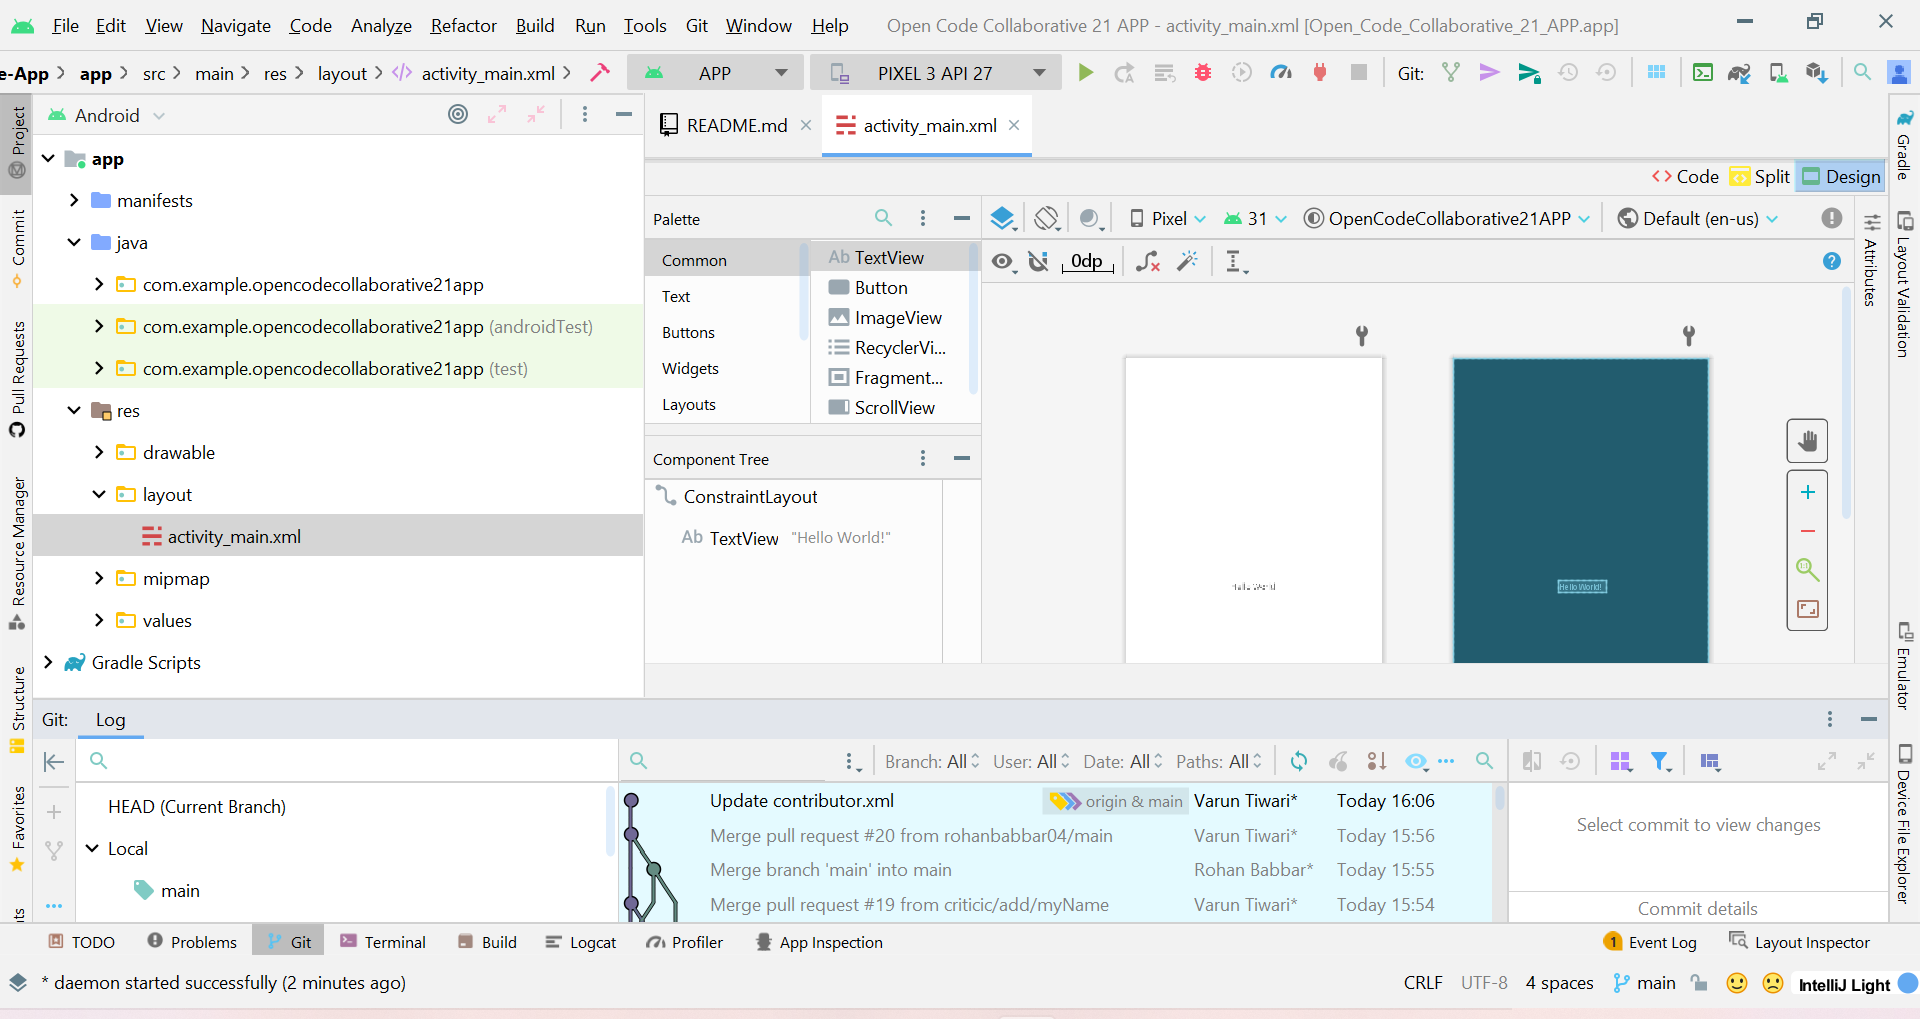 File Edit View Navigate Code Analyze Refactor Build Run Tools Git Window Help Open Code Collaborative 21 APP - activity_main.xml [Open_Code_Collaborative_21_APP.app]
e-App app src main res layout activity_main.xml APP PIXEL 3 API 27 Git:
Project
Commit
Pull Requests
Resource Manager
Structure
Favorites
Android
app
manifests
java
com.example.opencodecollaborative21app
com.example.opencodecollaborative21app (androidTest)
com.example.opencodecollaborative21app (test)
res
drawable
layout
activity_main.xml
mipmap
values
Gradle Scripts
README.md activity_main.xml
Code Split Design
Palette
Common
Text
Buttons
Widgets
Layouts
Ab TextView
Button
ImageView
RecyclerVi...
Fragment...
ScrollView
Component Tree
ConstraintLayout
Ab TextView "Hello World!"
Pixel 31 OpenCodeCollaborative21APP Default (en-us)
0dp
Hello World!
Hello World!
Attributes
Gradle
Layout Validation
Emulator
Device File Explorer
Git: Log
Branch: All User: All Date: All Paths: All
HEAD (Current Branch)
Local
main
Update contributor.xml origin & main Varun Tiwari* Today 16:06
Merge pull request #20 from rohanbabbar04/main Varun Tiwari* Today 15:56
Merge branch 'main' into main Rohan Babbar* Today 15:55
Merge pull request #19 from criticic/add/myName Varun Tiwari* Today 15:54
Select commit to view changes
Commit details
TODO Problems Git Terminal Build Logcat Profiler App Inspection 1 Event Log Layout Inspector
* daemon started successfully (2 minutes ago) CRLF UTF-8 4 spaces main IntelliJ Light